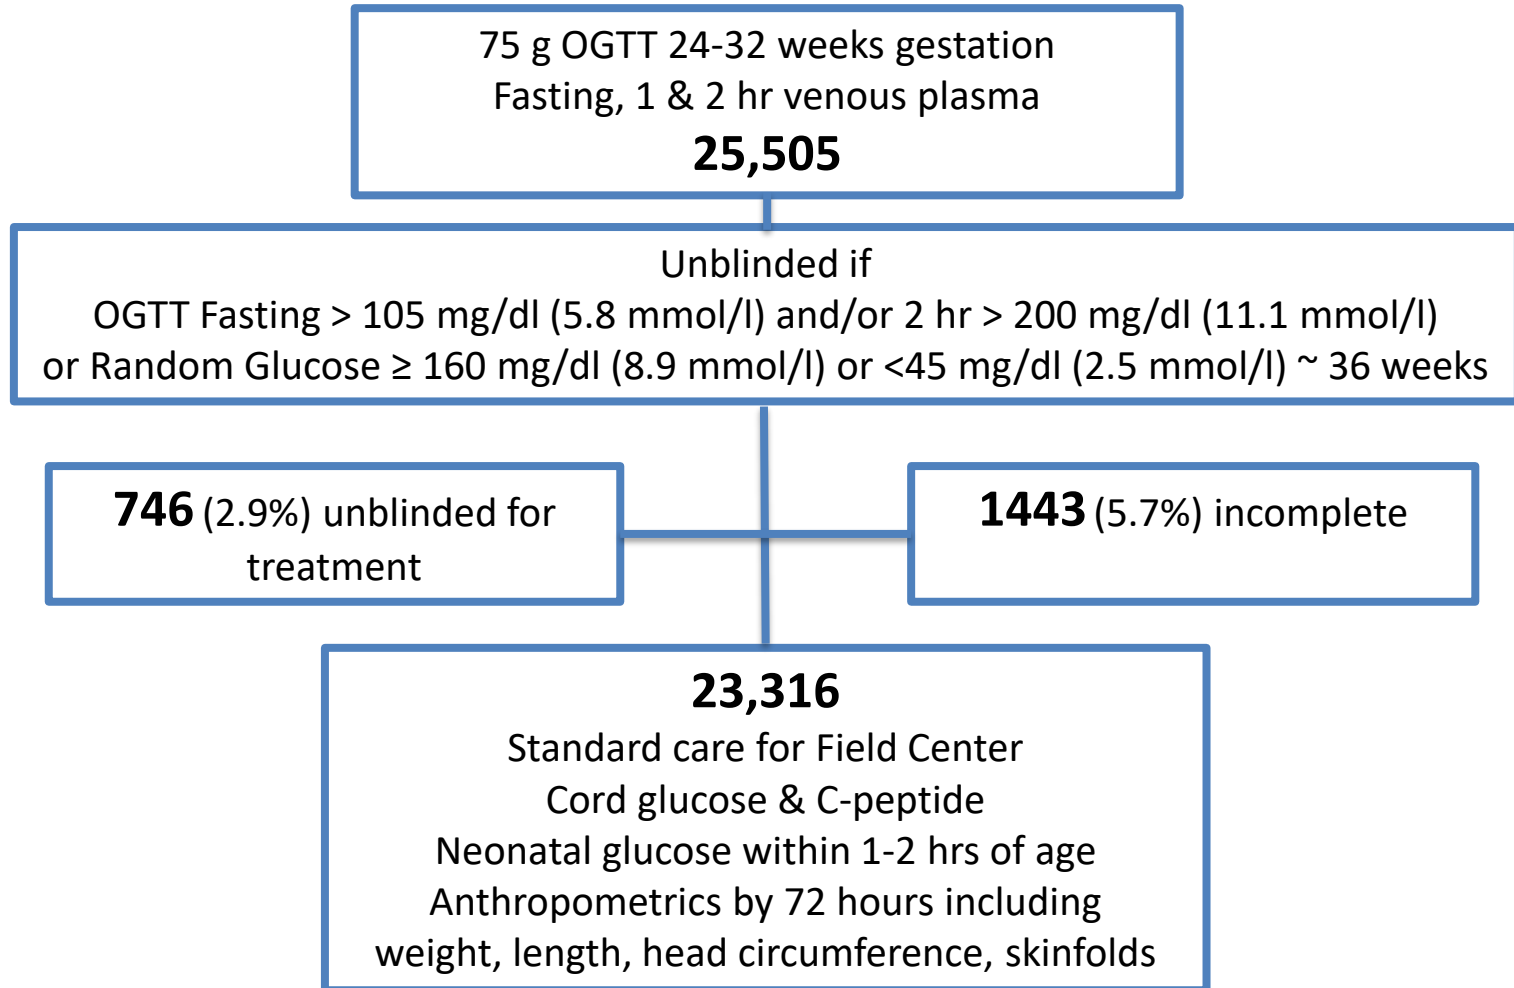 75 g OGTT 24-32 weeks gestation
Fasting, 1 & 2 hr venous plasma
25,505
Unblinded if
OGTT Fasting > 105 mg/dl (5.8 mmol/l) and/or 2 hr > 200 mg/dl (11.1 mmol/l)
or Random Glucose ≥ 160 mg/dl (8.9 mmol/l) or <45 mg/dl (2.5 mmol/l) ~ 36 weeks
746 (2.9%) unblinded for
treatment
1443 (5.7%) incomplete
23,316
Standard care for Field Center
Cord glucose & C-peptide
Neonatal glucose within 1-2 hrs of age
Anthropometrics by 72 hours including
weight, length, head circumference, skinfolds